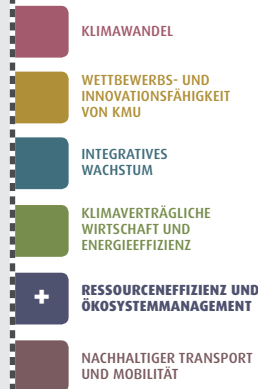 KLIMAWANDEL
WETTBEWERBS- UND
INNOVATIONSFÄHIGKEIT
VON KMU
INTEGRATIVES
WACHSTUM
KLIMAVERTRÄGLICHE
WIRTSCHAFT UND
ENERGIEEFFIZIENZ
+ RESSOURCENEFFIZIENZ UND
ÖKOSYSTEMMANAGEMENT
NACHHALTIGER TRANSPORT
UND MOBILITÄT